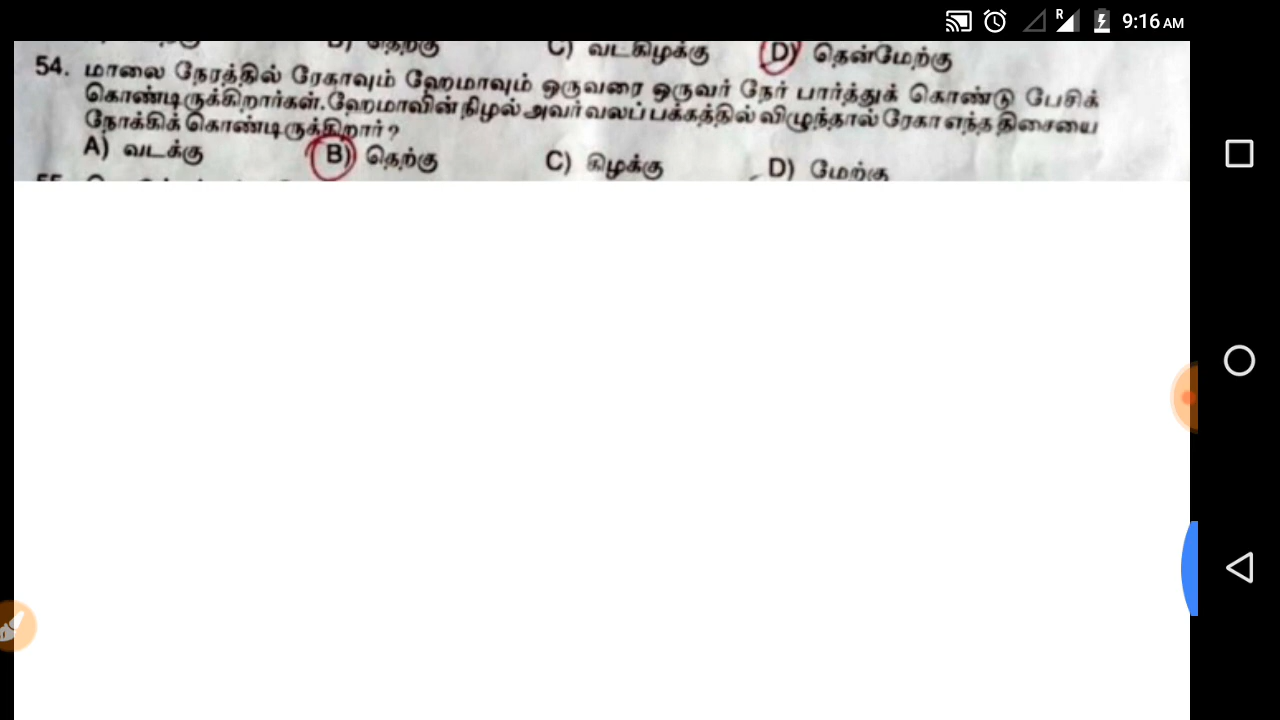 R 9:16 AM
B) தெற்கு C) வடகிழக்கு D) தென்மேற்கு
54. மாலை நேரத்தில் ரேகாவும் ஹேமாவும் ஒருவரை ஒருவர் நேர் பார்த்துக் கொண்டு பேசிக்
கொண்டிருக்கிறார்கள். ஹேமாவின் நிழல் அவர் வலப் பக்கத்தில் விழுந்தால் ரேகா எந்த திசையை
நோக்கிக் கொண்டிருக்கிறார்?
A) வடக்கு B) தெற்கு C) கிழக்கு D) மேற்கு